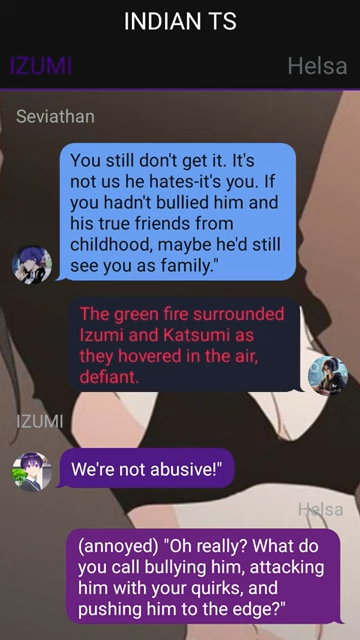 INDIAN TS
IZUMI
Helsa
Seviathan
You still don't get it. It's
not us he hates-it's you. If
you hadn't bullied him and
his true friends from
childhood, maybe he'd still
see you as family."
The green fire surrounded
Izumi and Katsumi as
they hovered in the air,
defiant.
IZUMI
We're not abusive!"
Helsa
(annoyed) "Oh really? What do
you call bullying him, attacking
him with your quirks, and
pushing him to the edge?"